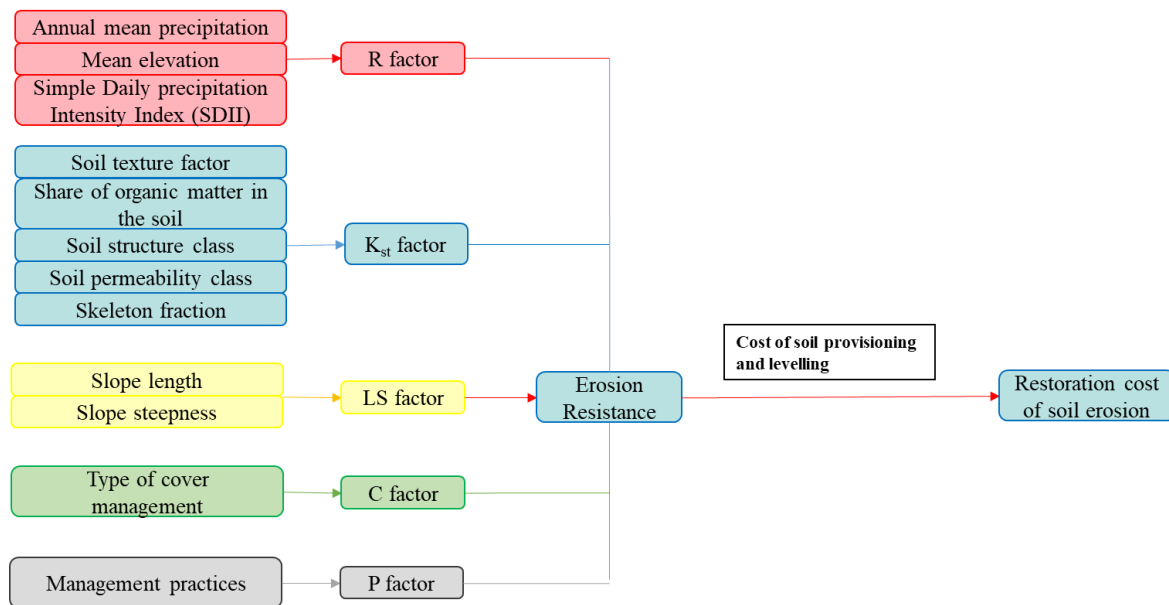 Annual mean precipitation
Mean elevation
Simple Daily precipitation
Intensity Index (SDII)
R factor
Soil texture factor
Share of organic matter in
the soil
Soil structure class
Soil permeability class
Skeleton fraction
Kst factor
Slope length
Slope steepness
LS factor
Type of cover
management
C factor
Management practices
P factor
Erosion
Resistance
Cost of soil provisioning
and levelling
Restoration cost
of soil erosion